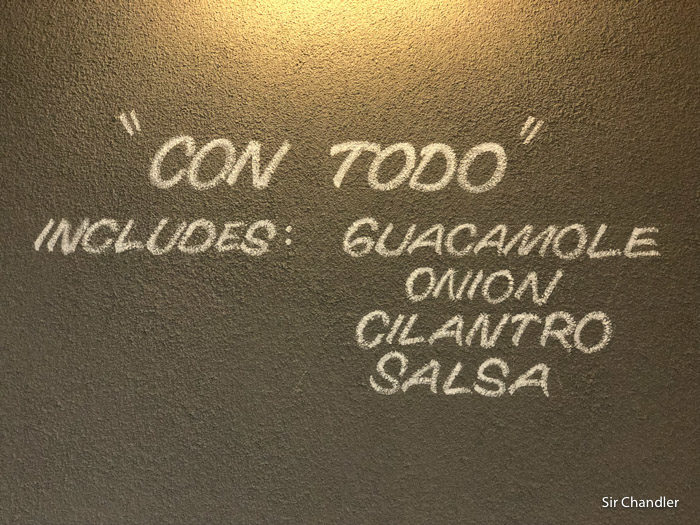 "CON TODO"
INCLUDES: GUACAMOLE
ONION
CILANTRO
SALSA
Sir Chandler